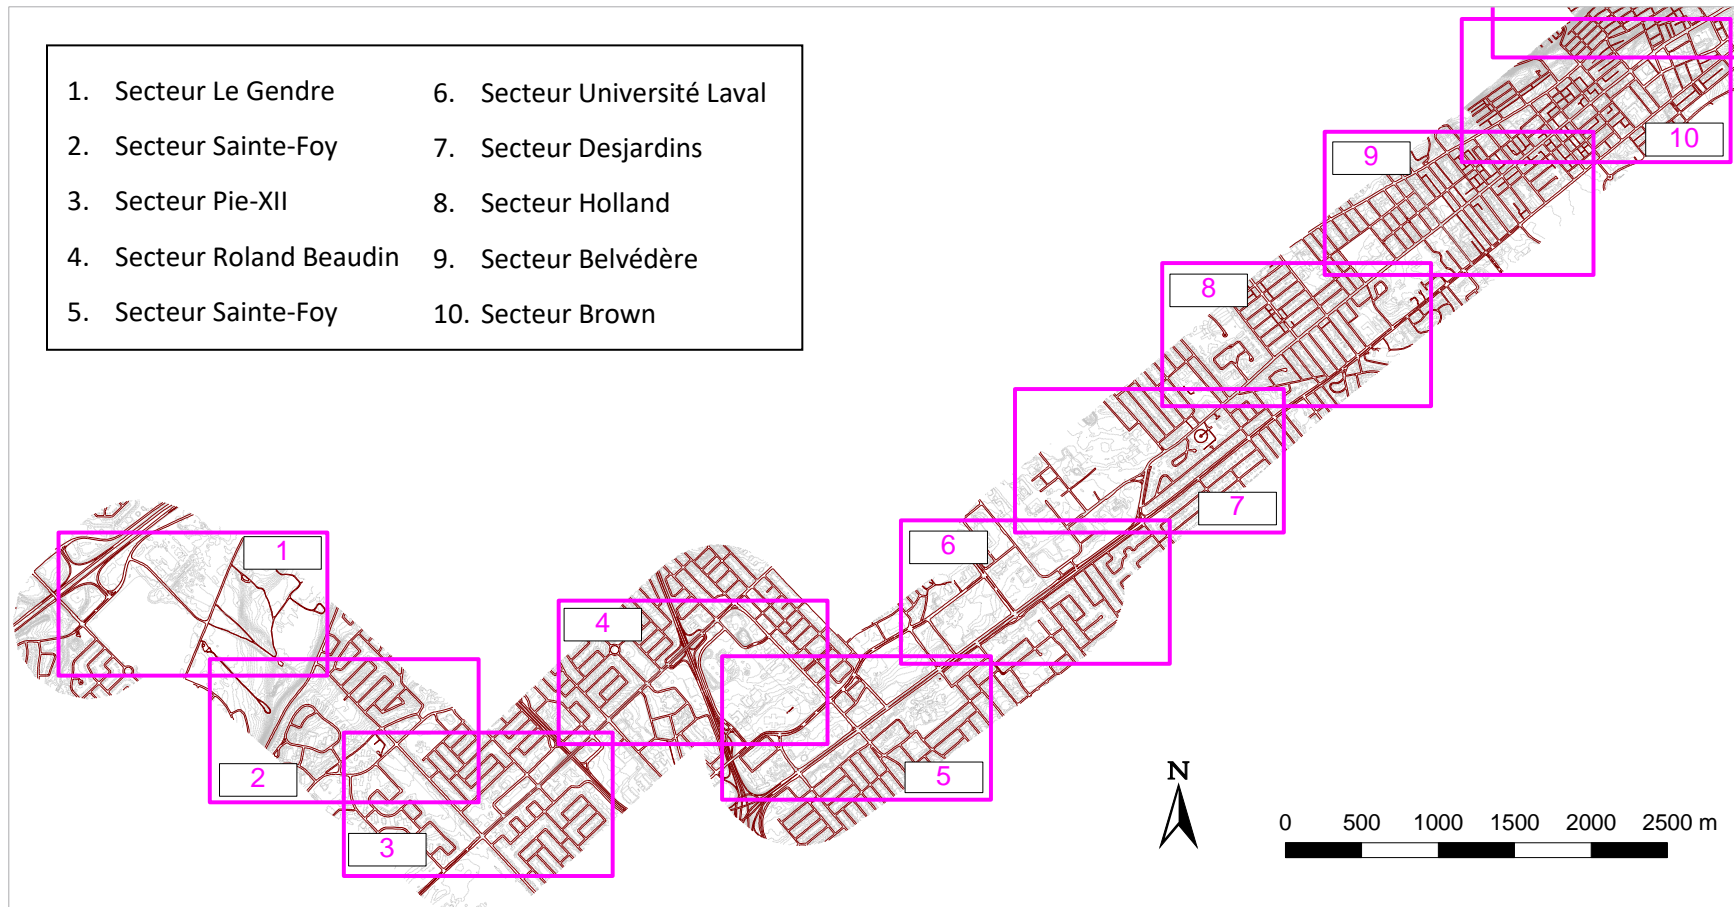 1. Secteur Le Gendre
2. Secteur Sainte-Foy
3. Secteur Pie-XII
4. Secteur Roland Beaudin
5. Secteur Sainte-Foy
6. Secteur Université Laval
7. Secteur Desjardins
8. Secteur Holland
9. Secteur Belvédère
10. Secteur Brown
10
9
8
7
1
6
4
2
5
3
N
0 500 1000 1500 2000 2500 m